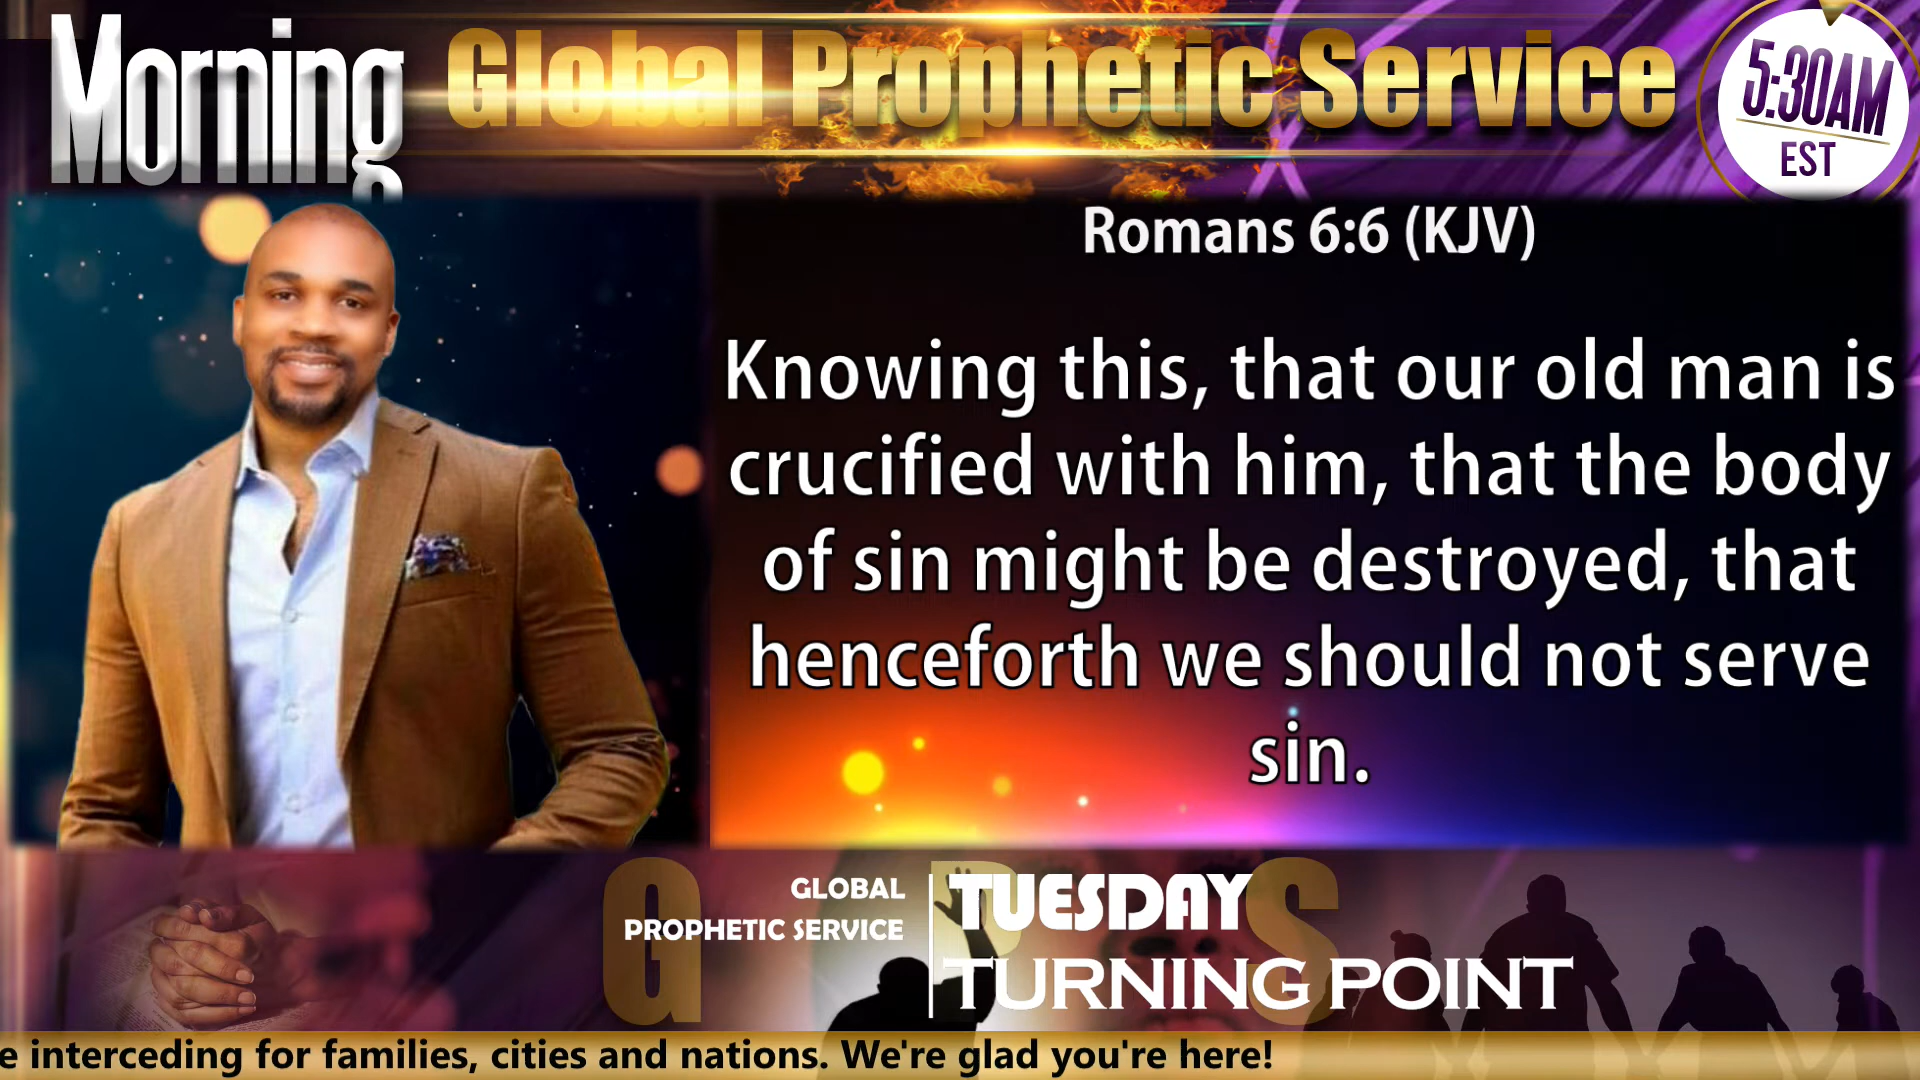 Morning
Global Prophetic Service
5:30AM
EST
Romans 6:6 (KJV)
Knowing this, that our old man is
crucified with him, that the body
of sin might be destroyed, that
henceforth we should not serve
sin.
GPS
GLOBAL
PROPHETIC SERVICE
TUESDAY
TURNING POINT
e interceding for families, cities and nations. We're glad you're here!